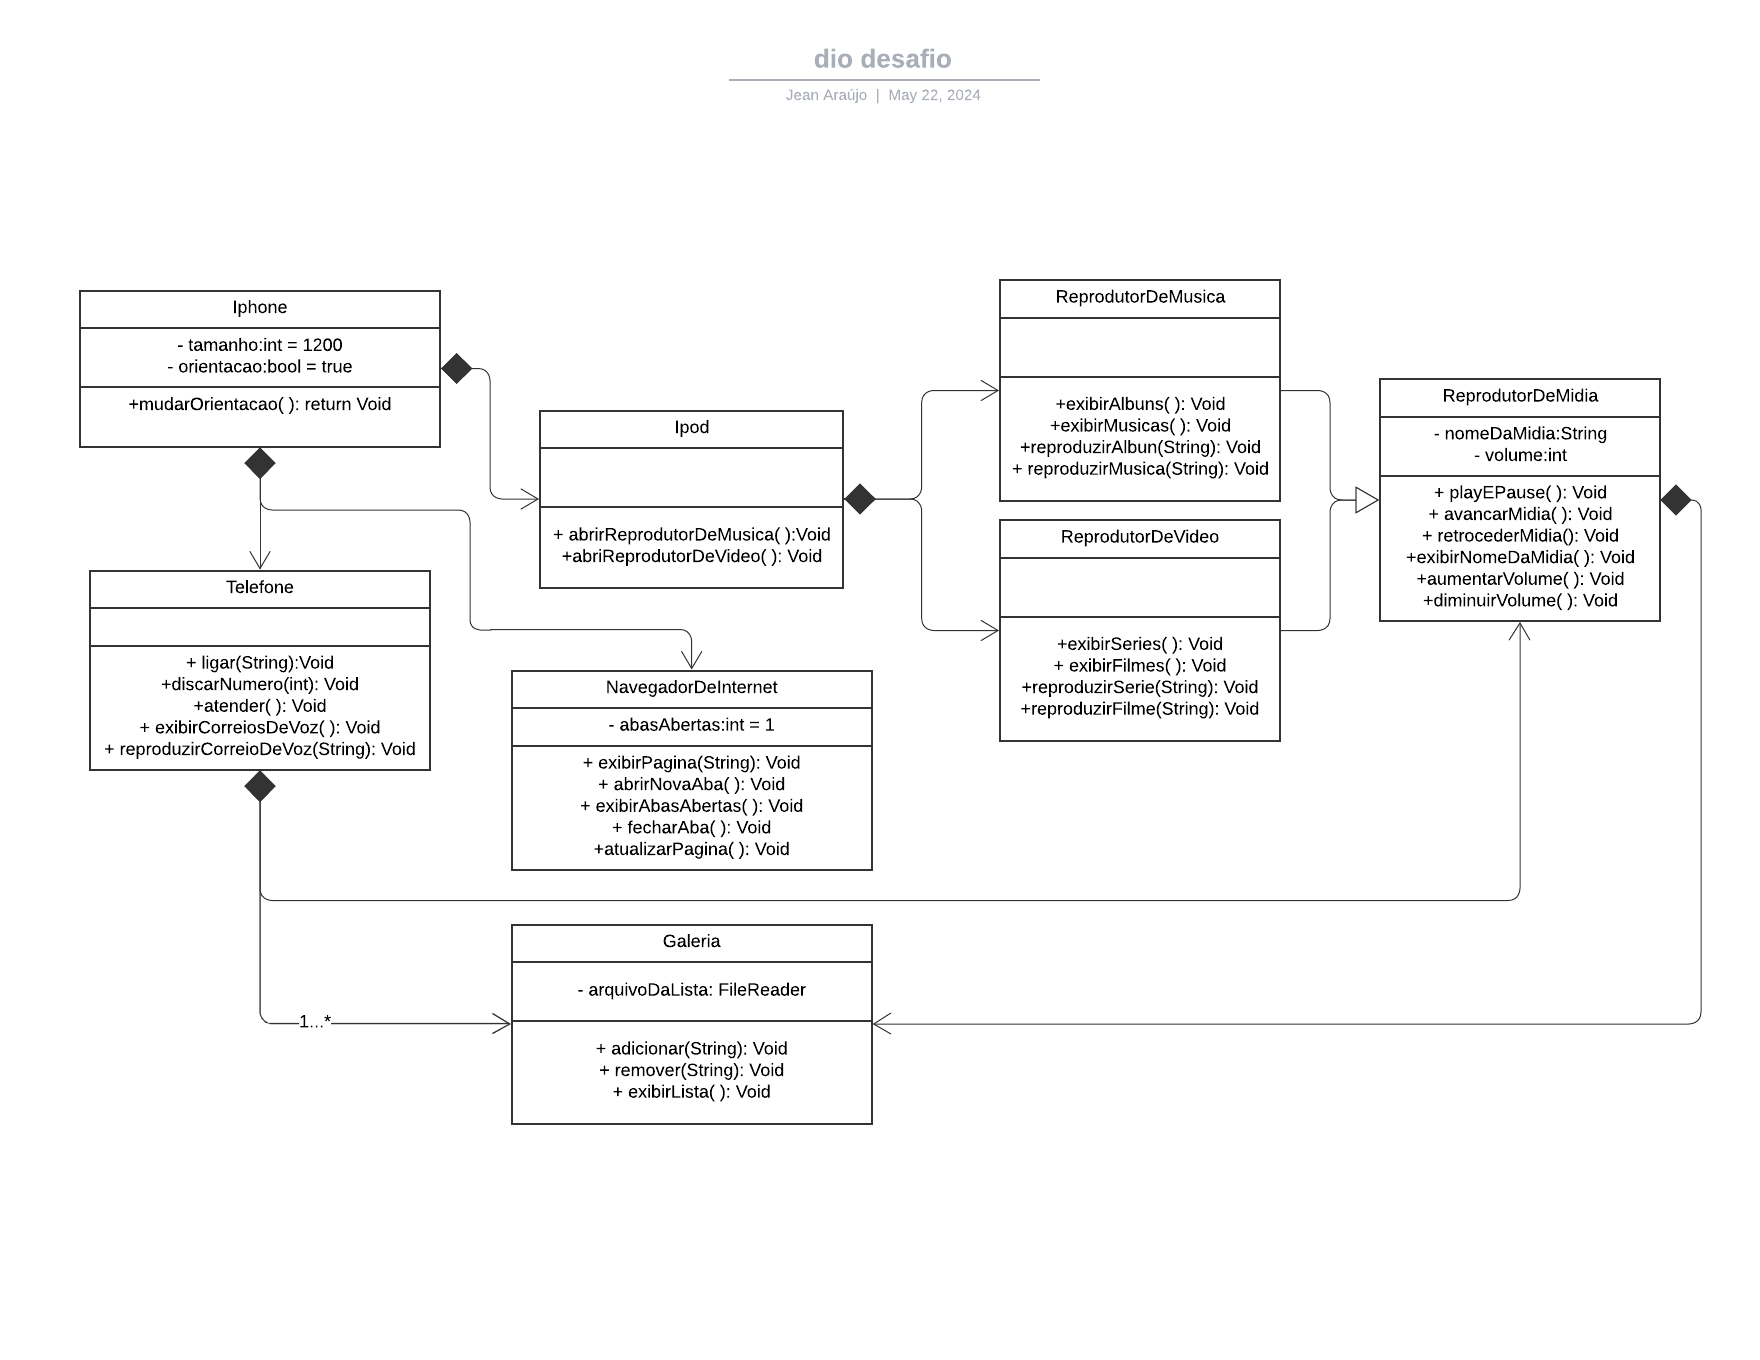 dio desafio
Jean Araújo | May 22, 2024
Iphone
- tamanho:int = 1200
- orientacao:bool = true
+mudarOrientacao( ): return Void
Ipod
+ abrirReprodutorDeMusica( ):Void
+abriReprodutorDeVideo( ): Void
ReprodutorDeMusica
+exibirAlbuns( ): Void
+exibirMusicas( ): Void
+reproduzirAlbun(String): Void
+ reproduzirMusica(String): Void
ReprodutorDeMidia
- nomeDaMidia:String
- volume:int
+ playEPause( ): Void
+ avancarMidia( ): Void
+ retrocederMidia(): Void
+exibirNomeDaMidia( ): Void
+aumentarVolume( ): Void
+diminuirVolume( ): Void
ReprodutorDeVideo
+exibirSeries( ): Void
+ exibirFilmes( ): Void
+reproduzirSerie(String): Void
+reproduzirFilme(String): Void
Telefone
+ ligar(String):Void
+discarNumero(int): Void
+atender( ): Void
+ exibirCorreiosDeVoz( ): Void
+ reproduzirCorreioDeVoz(String): Void
NavegadorDeInternet
- abasAbertas:int = 1
+ exibirPagina(String): Void
+ abrirNovaAba( ): Void
+ exibirAbasAbertas( ): Void
+ fecharAba( ): Void
+atualizarPagina( ): Void
Galeria
- arquivoDaLista: FileReader
1...*
+ adicionar(String): Void
+ remover(String): Void
+ exibirLista( ): Void